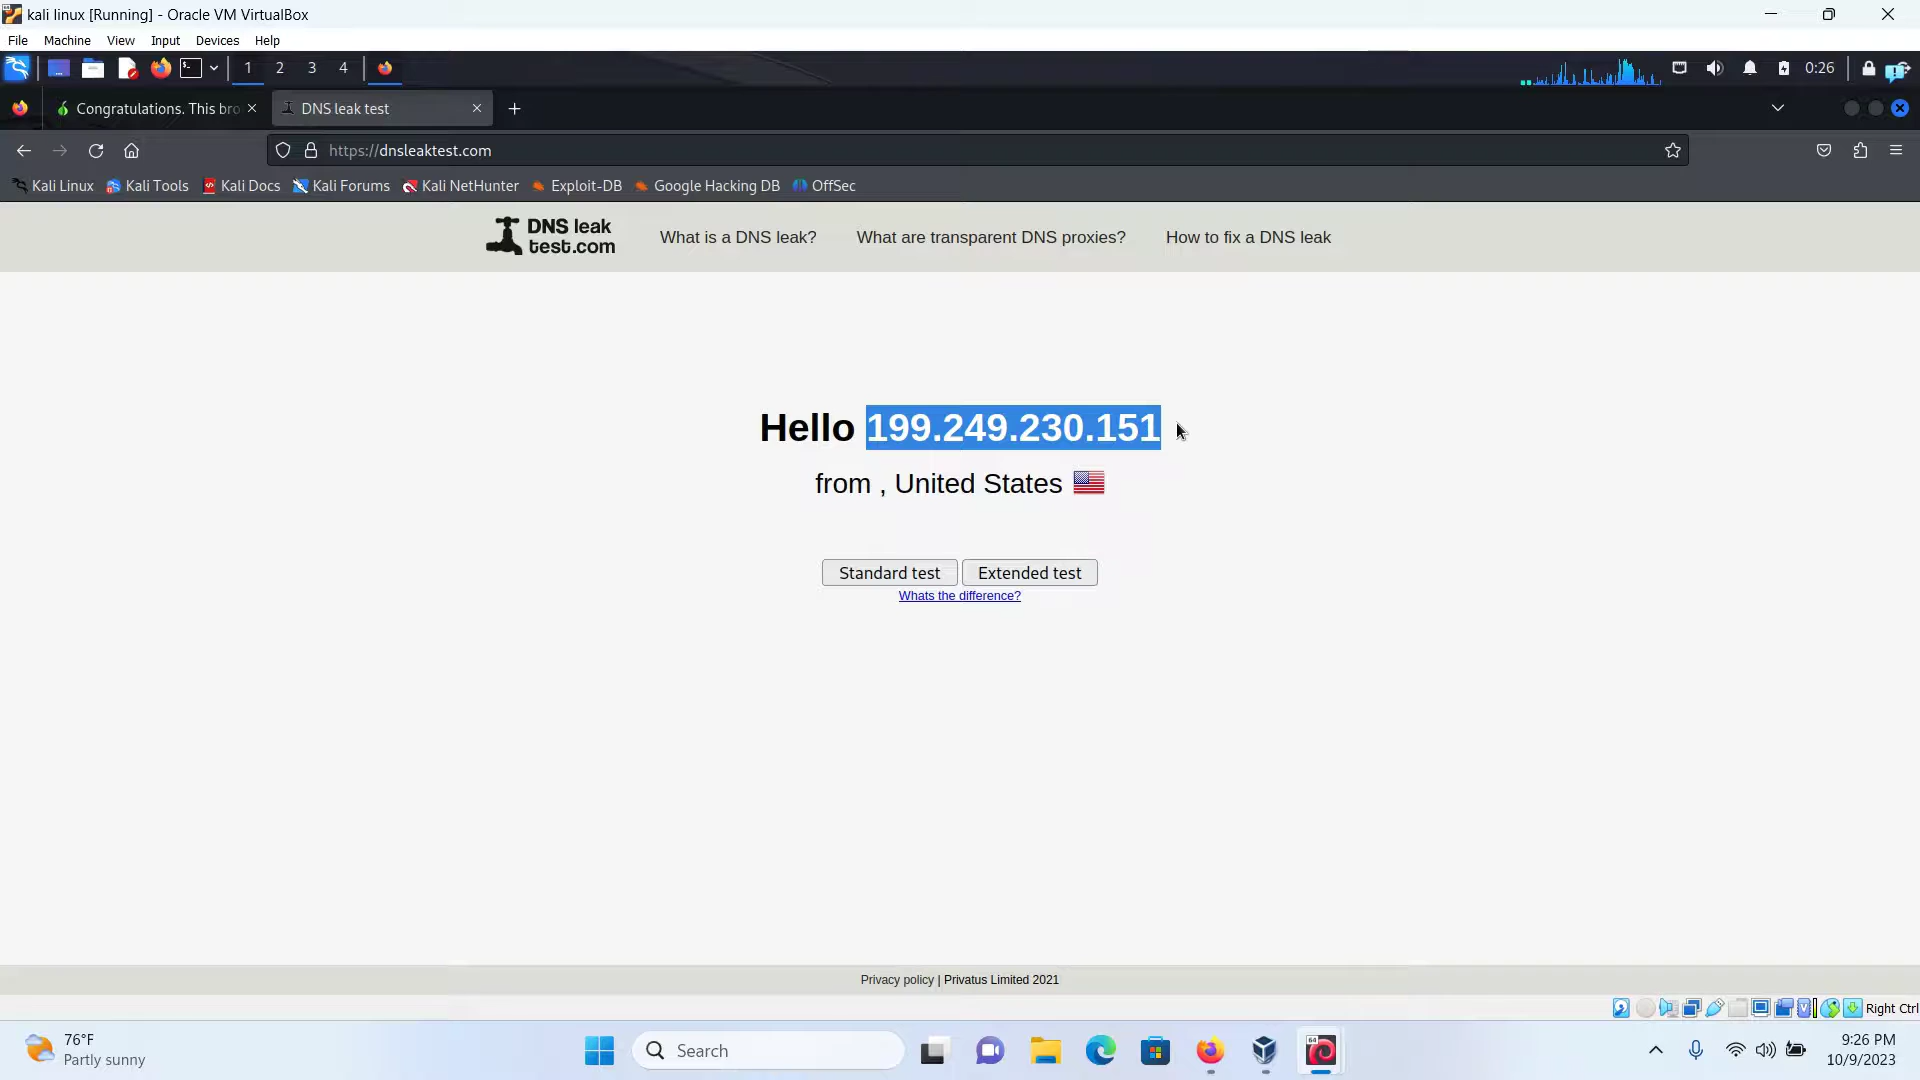 kali linux [Running] - Oracle VM VirtualBox
File Machine View Input Devices Help
1 2 3 4 0:26
Congratulations. This bro DNS leak test
https://dnsleaktest.com
Kali Linux Kali Tools Kali Docs Kali Forums Kali NetHunter Exploit-DB Google Hacking DB OffSec
DNS leak
test.com
What is a DNS leak? What are transparent DNS proxies? How to fix a DNS leak
Hello 199.249.230.151
from , United States
Standard test Extended test
Whats the difference?
Privacy policy | Privatus Limited 2021
Right Ctrl
76°F
Partly sunny
Search
64
9:26 PM
10/9/2023